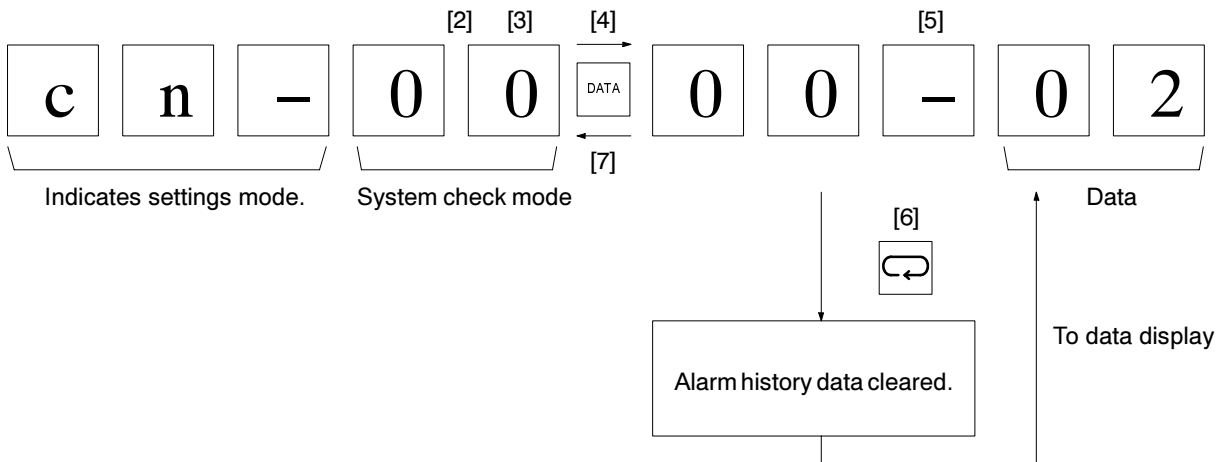 [2] [3] [4] [5]
c n – 0 0 DATA 0 0 – 0 2
[7]
Indicates settings mode. System check mode Data
[6]
To data display
Alarm history data cleared.